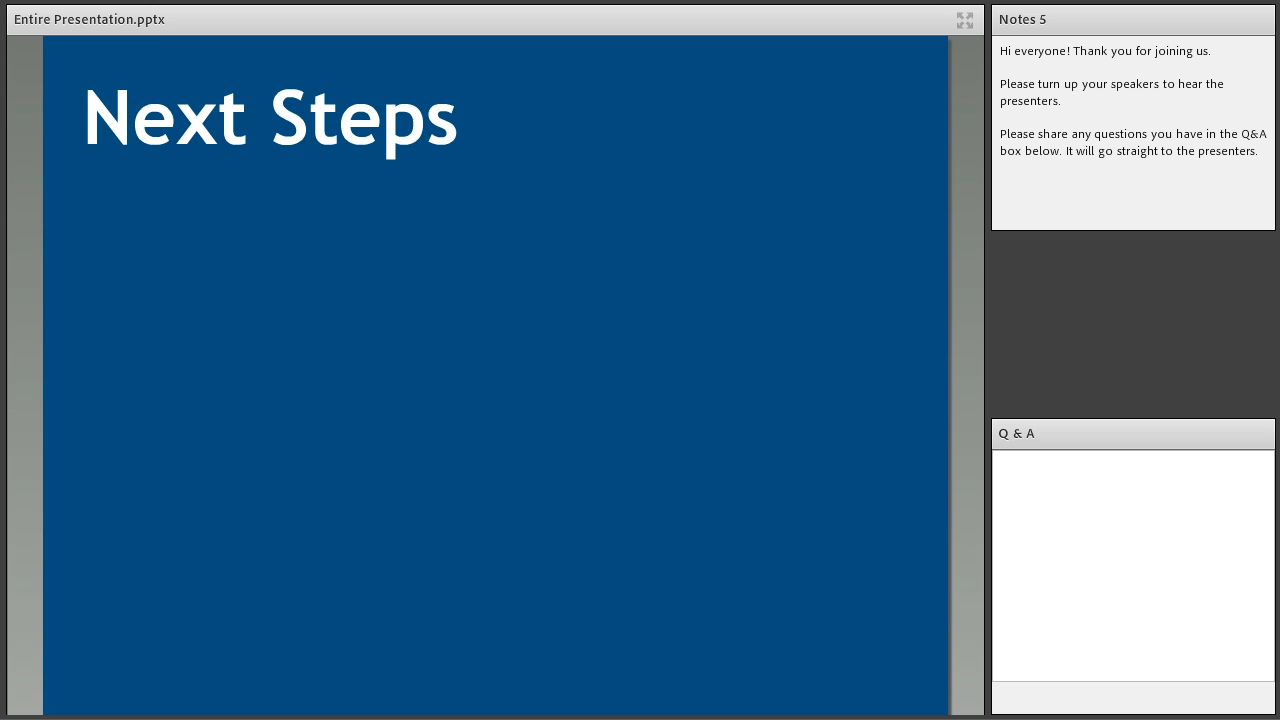 Entire Presentation.pptx
Next Steps
Notes 5
Hi everyone! Thank you for joining us.
Please turn up your speakers to hear the
presenters.
Please share any questions you have in the Q&A
box below. It will go straight to the presenters.
Q & A